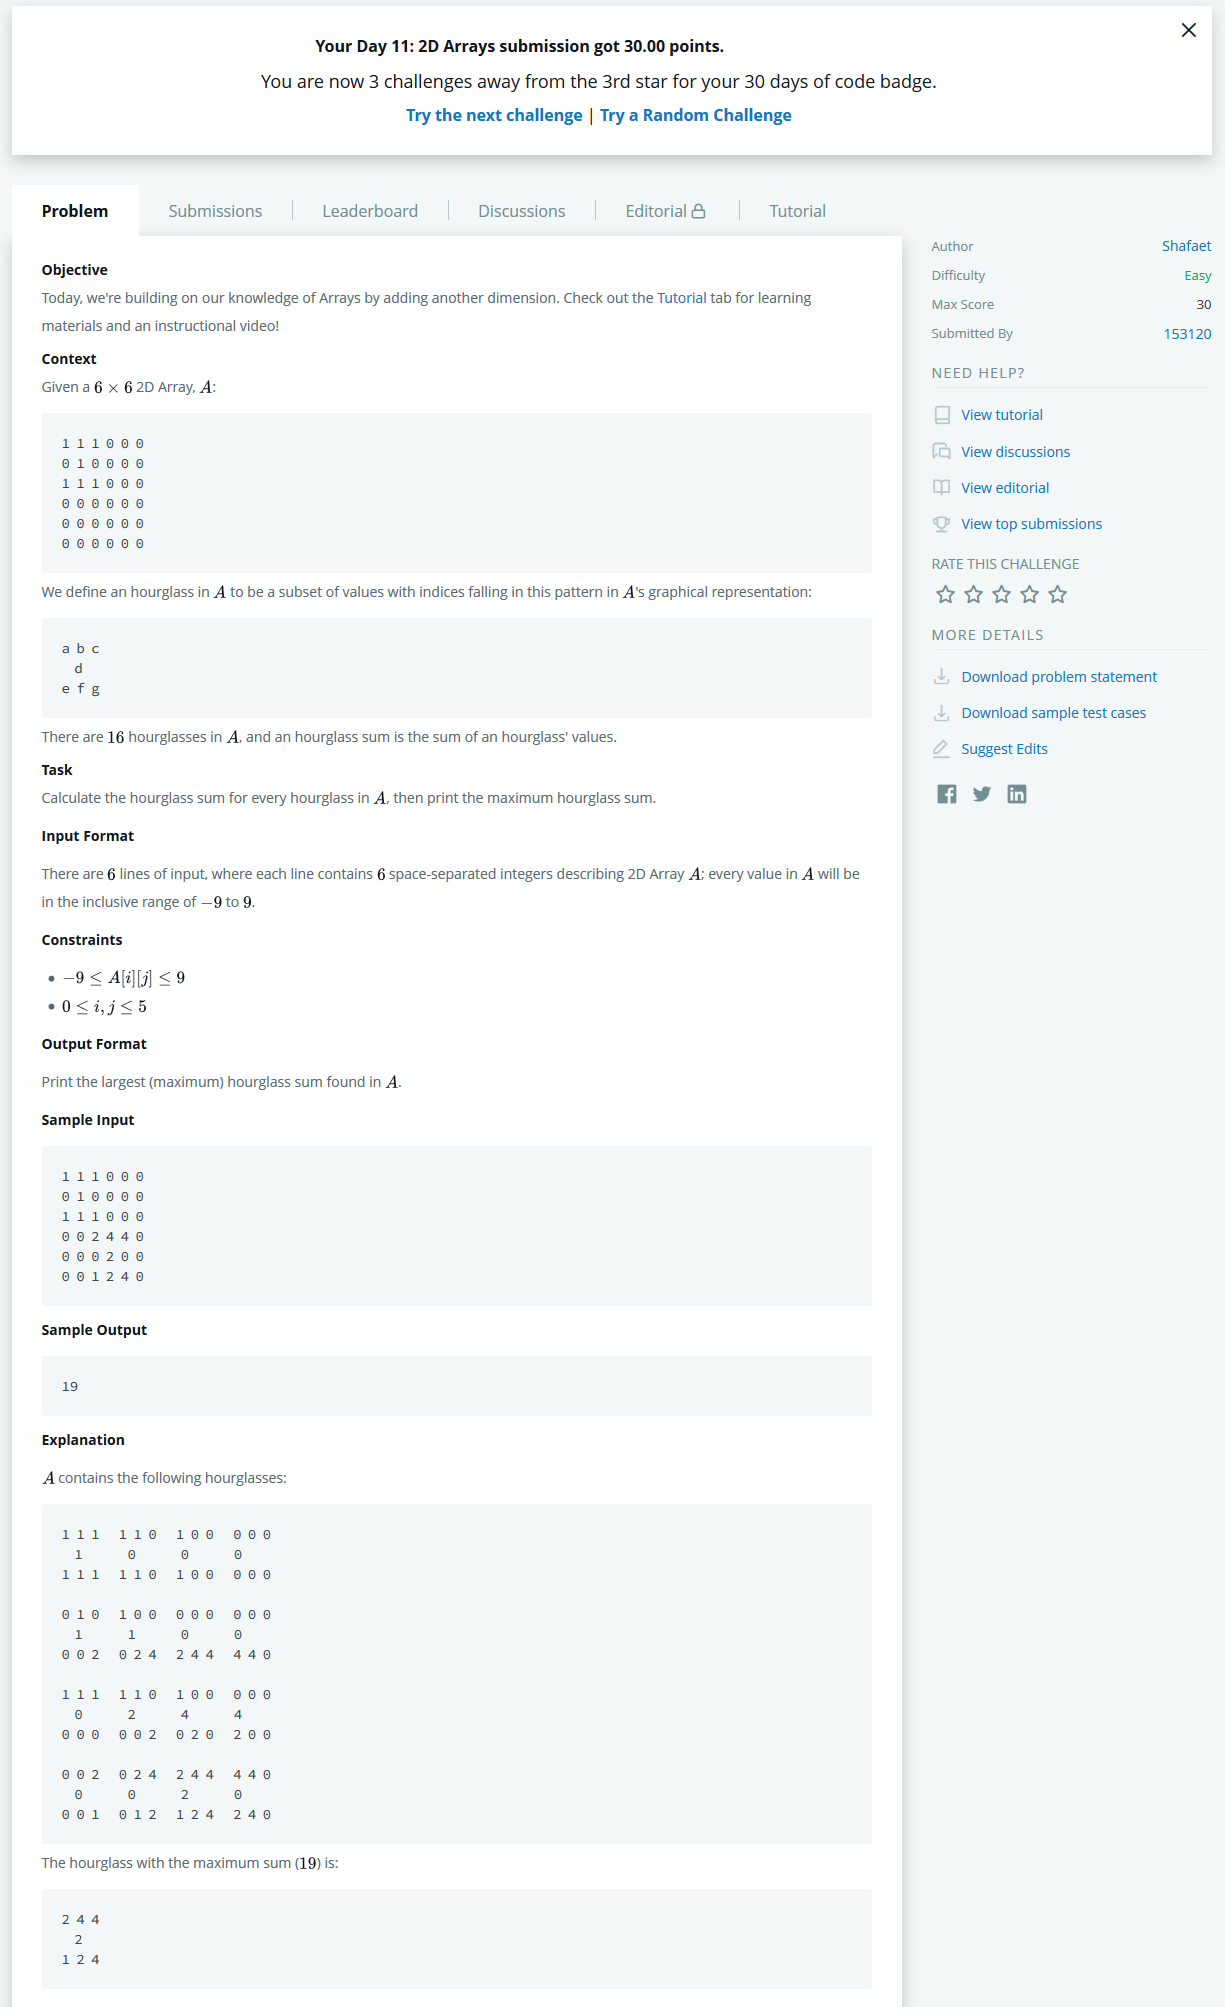 Your Day 11: 2D Arrays submission got 30.00 points.
You are now 3 challenges away from the 3rd star for your 30 days of code badge.
Try the next challenge | Try a Random Challenge
Problem
Submissions
Leaderboard
Discussions
Editorial
Tutorial
Objective
Today, we're building on our knowledge of Arrays by adding another dimension. Check out the Tutorial tab for learning
materials and an instructional video!
Context
Given a 6 × 6 2D Array, A:
1 1 1 0 0 0
0 1 0 0 0 0
1 1 1 0 0 0
0 0 0 0 0 0
0 0 0 0 0 0
0 0 0 0 0 0
We define an hourglass in A to be a subset of values with indices falling in this pattern in A's graphical representation:
a b c
d
e f g
There are 16 hourglasses in A, and an hourglass sum is the sum of an hourglass' values.
Task
Calculate the hourglass sum for every hourglass in A, then print the maximum hourglass sum.
Input Format
There are 6 lines of input, where each line contains 6 space-separated integers describing 2D Array A; every value in A will be
in the inclusive range of −9 to 9.
Constraints
• −9 ≤ A[i][j] ≤ 9
• 0 ≤ i, j ≤ 5
Output Format
Print the largest (maximum) hourglass sum found in A.
Sample Input
1 1 1 0 0 0
0 1 0 0 0 0
1 1 1 0 0 0
0 0 2 4 4 0
0 0 0 2 0 0
0 0 1 2 4 0
Sample Output
19
Explanation
A contains the following hourglasses:
1 1 1   1 1 0   1 0 0   0 0 0
1       0       0       0
1 1 1   1 1 0   1 0 0   0 0 0
0 1 0   1 0 0   0 0 0   0 0 0
1       1       0       0
0 0 2   0 2 4   2 4 4   4 4 0
1 1 1   1 1 0   1 0 0   0 0 0
0       2       4       4
0 0 0   0 0 2   0 2 0   2 0 0
0 0 2   0 2 4   2 4 4   4 4 0
0       0       2       0
0 0 1   0 1 2   1 2 4   2 4 0
The hourglass with the maximum sum (19) is:
2 4 4
2
1 2 4
Author Shafaet
Difficulty Easy
Max Score 30
Submitted By 153120
NEED HELP?
View tutorial
View discussions
View editorial
View top submissions
RATE THIS CHALLENGE
MORE DETAILS
Download problem statement
Download sample test cases
Suggest Edits